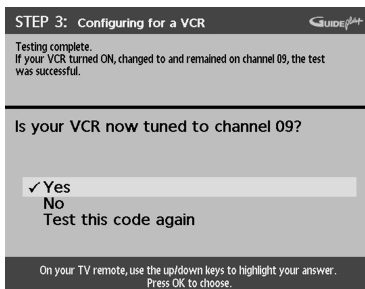 STEP 3: Configuring for a VCR
GUIDE Plus+
Testing complete.
If your VCR turned ON, changed to and remained on channel 09, the test
was successful.
Is your VCR now tuned to channel 09?
✓ Yes
No
Test this code again
On your TV remote, use the up/down keys to highlight your answer.
Press OK to choose.